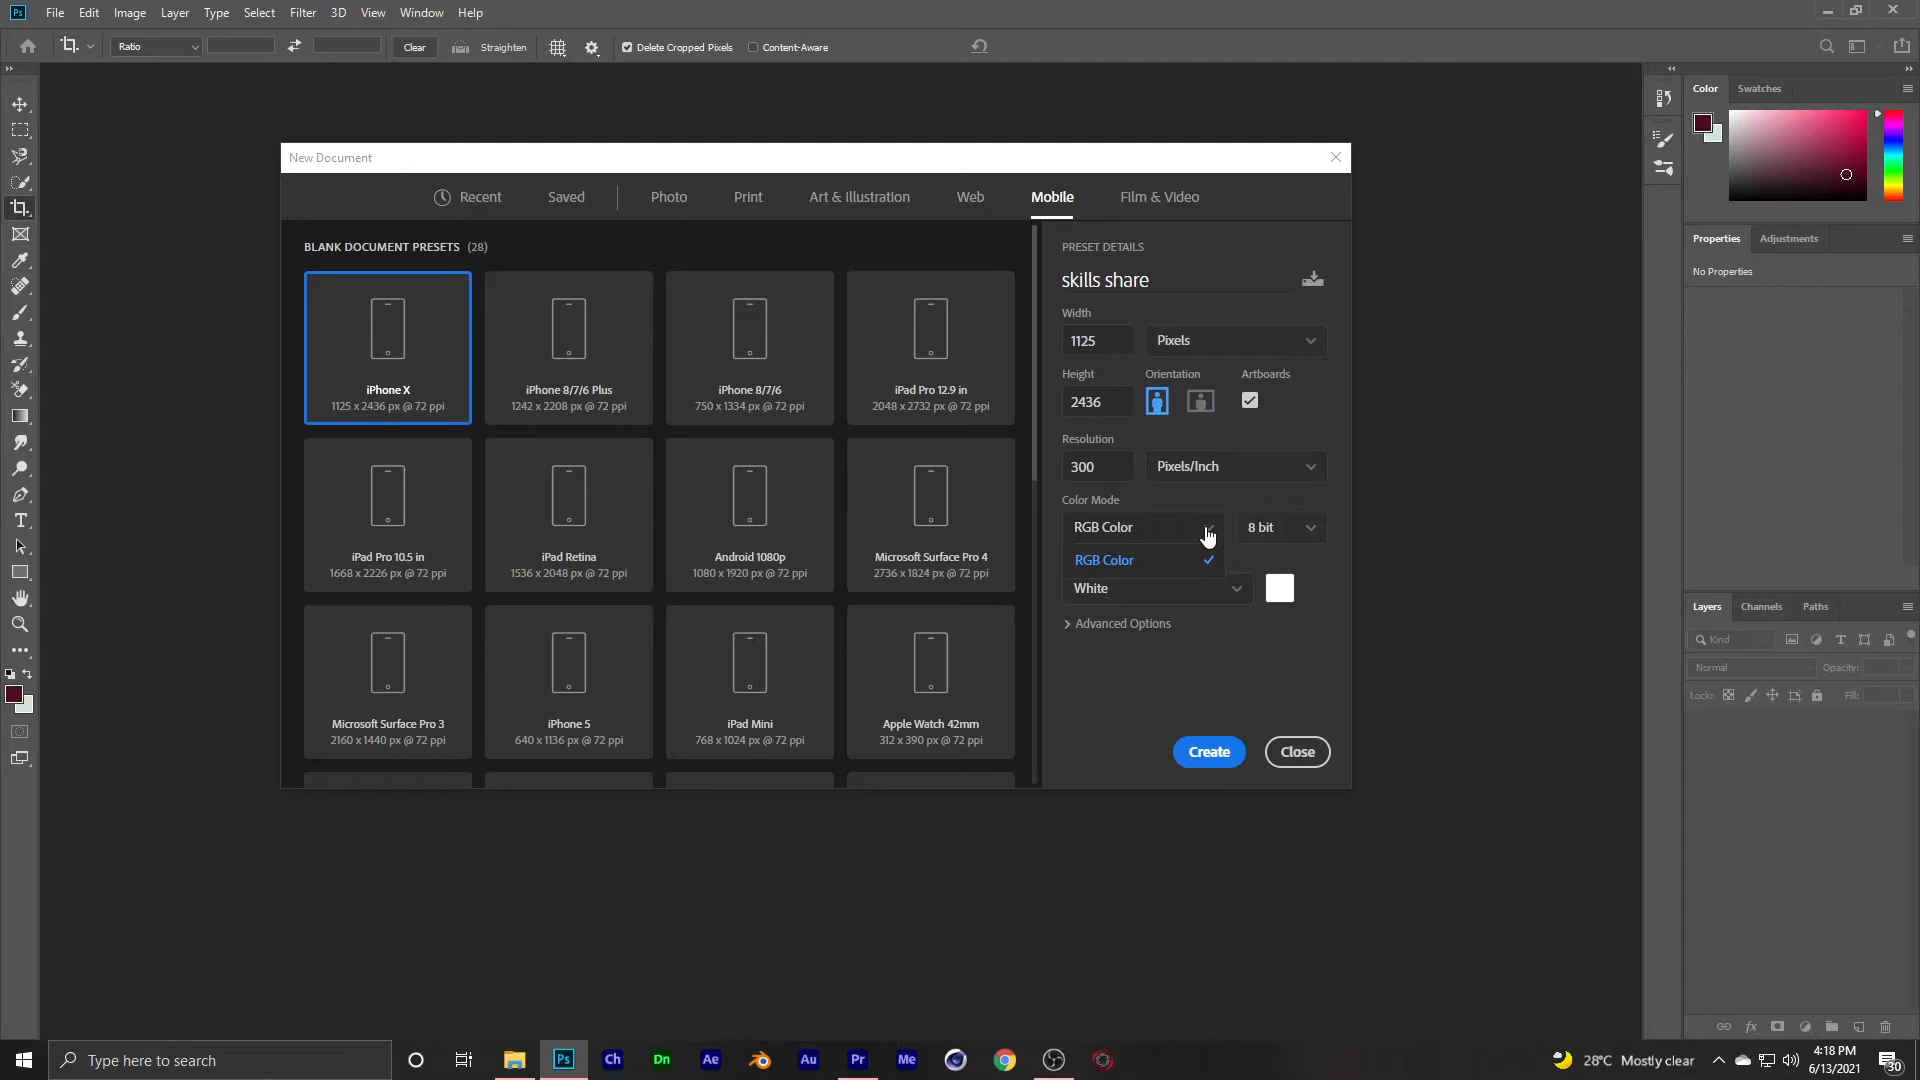 Ps File Edit Image Layer Type Select Filter 3D View Window Help
Ratio Clear Straighten Delete Cropped Pixels Content-Aware
Color Swatches
New Document
Recent Saved Photo Print Art & Illustration Web Mobile Film & Video
Properties Adjustments
No Properties
BLANK DOCUMENT PRESETS (28)
iPhone X
1125 x 2436 px @ 72 ppi
iPhone 8/7/6 Plus
1242 x 2208 px @ 72 ppi
iPhone 8/7/6
750 x 1334 px @ 72 ppi
iPad Pro 12.9 in
2048 x 2732 px @ 72 ppi
iPad Pro 10.5 in
1668 x 2226 px @ 72 ppi
iPad Retina
1536 x 2048 px @ 72 ppi
Android 1080p
1080 x 1920 px @ 72 ppi
Microsoft Surface Pro 4
2736 x 1824 px @ 72 ppi
Microsoft Surface Pro 3
2160 x 1440 px @ 72 ppi
iPhone 5
640 x 1136 px @ 72 ppi
iPad Mini
768 x 1024 px @ 72 ppi
Apple Watch 42mm
312 x 390 px @ 72 ppi
PRESET DETAILS
skills share
Width
1125 Pixels
Height Orientation Artboards
2436
Resolution
300 Pixels/Inch
Color Mode
RGB Color 8 bit
RGB Color
White
Advanced Options
Create Close
Layers Channels Paths
Kind
Normal Opacity:
Lock: Fill:
Type here to search
Ps Ch Dn Ae Au Pr Me
28°C Mostly clear
4:18 PM
6/13/2021
30